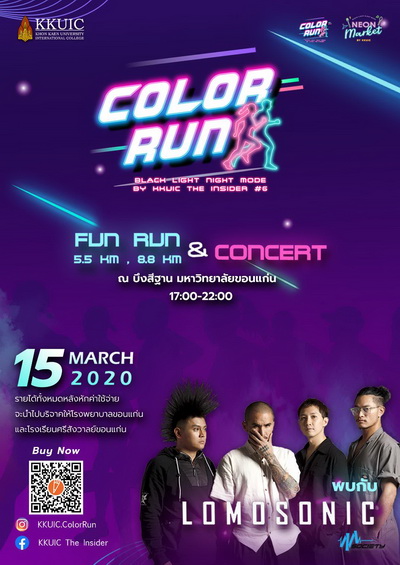 KKUIC
KHON KAEN UNIVERSITY
INTERNATIONAL COLLEGE
COLOR
RUN
NEON
Market
COLOR
RUN
BLACK LIGHT NIGHT MODE
BY KKUIC THE INSIDER #6
FUN RUN
5.5 KM , 8.8 KM
& CONCERT
ณ บึงสีฐาน มหาวิทยาลัยขอนแก่น
17:00-22:00
15 MARCH
2020
รายได้ทั้งหมดหลังหักค่าใช้จ่าย
จะนำไปบริจาคให้โรงพยาบาลขอนแก่น
และโรงเรียนศรีสังวาลย์ขอนแก่น
Buy Now
KKUIC.ColorRun
KKUIC The Insider
พบกับ
LOMOSONIC
SOCIETY